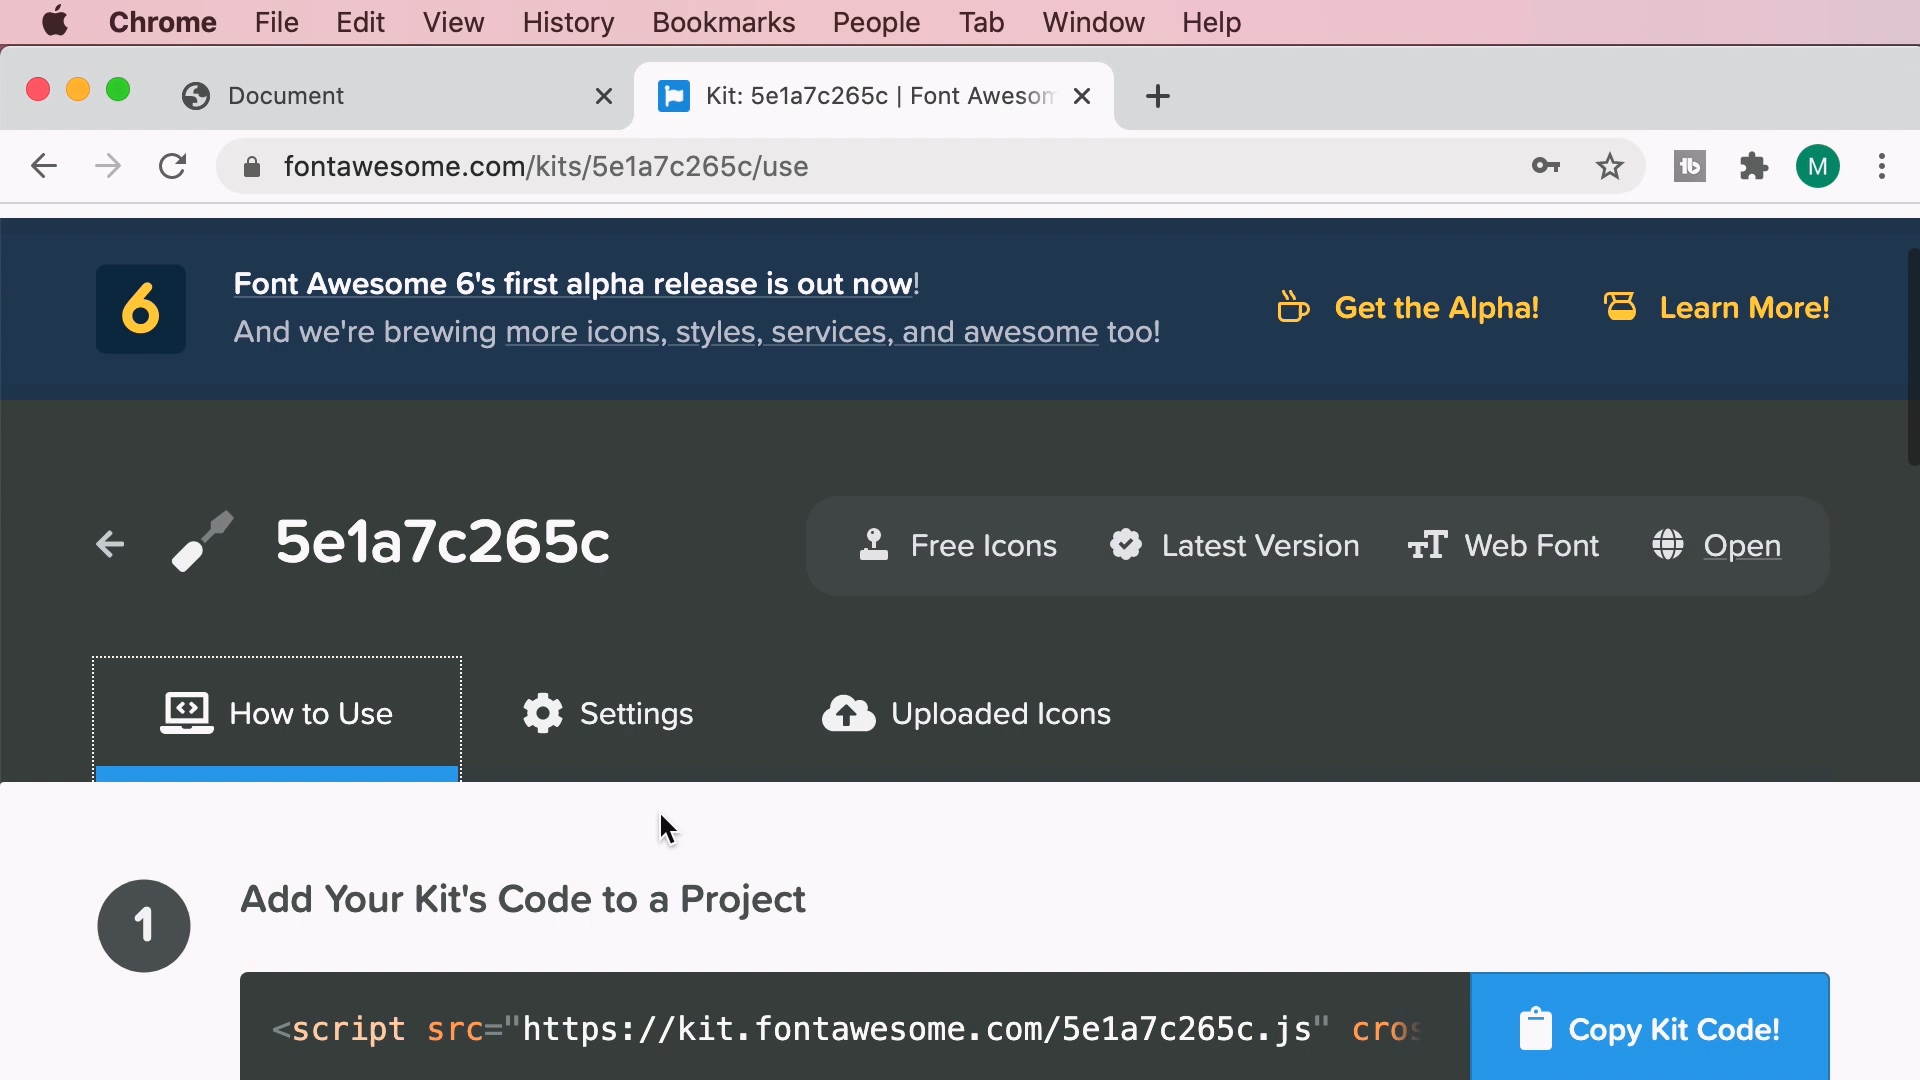 Chrome File Edit View History Bookmarks People Tab Window Help
Document
Kit: 5e1a7c265c | Font Awesom
fontawesome.com/kits/5e1a7c265c/use
M
6
Font Awesome 6's first alpha release is out now!
And we're brewing more icons, styles, services, and awesome too!
Get the Alpha!
Learn More!
5e1a7c265c
Free Icons
Latest Version
Web Font
Open
How to Use
Settings
Uploaded Icons
1
Add Your Kit's Code to a Project
<script src="https://kit.fontawesome.com/5e1a7c265c.js" cros
Copy Kit Code!